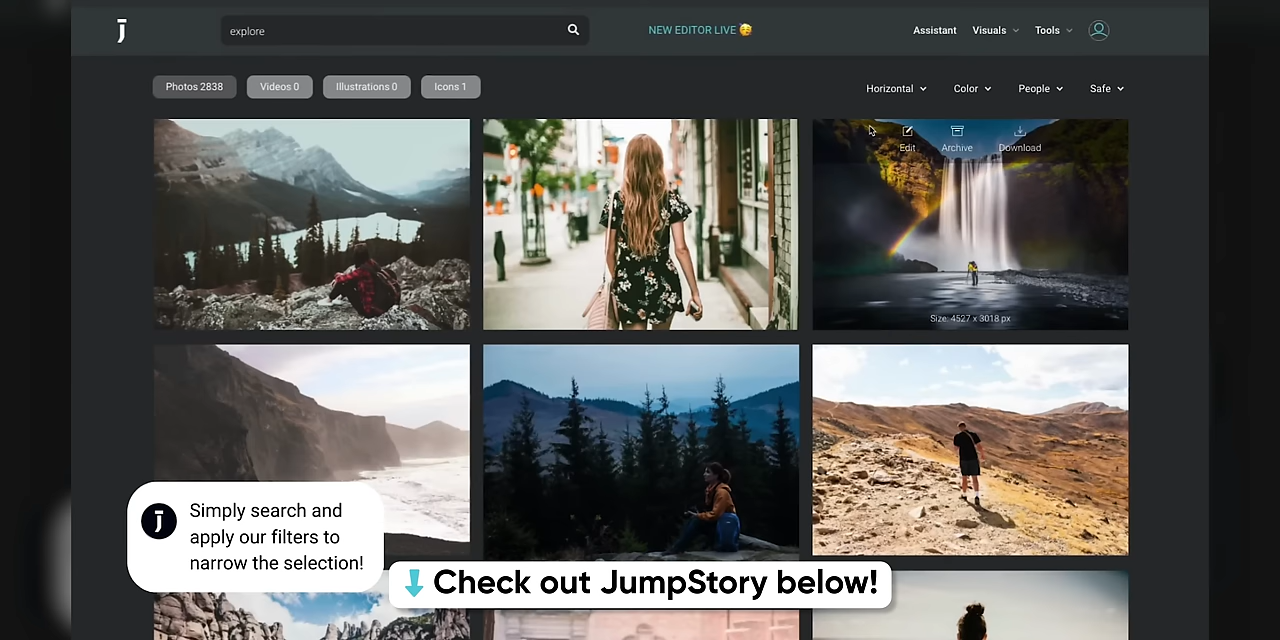 J
explore
NEW EDITOR LIVE
Assistant
Visuals
Tools
Photos 2838
Videos 0
Illustrations 0
Icons 1
Horizontal
Color
People
Safe
Edit
Archive
Download
Size: 4527 x 3018 px
J
Simply search and
apply our filters to
narrow the selection!
Check out JumpStory below!